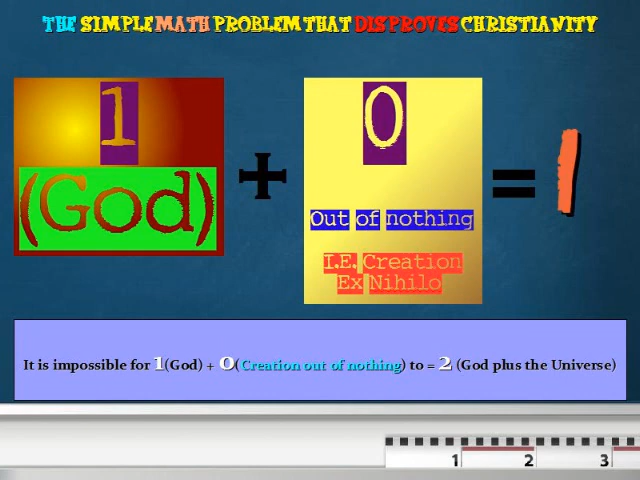 THE SIMPLE MATH PROBLEM THAT DISPROVES CHRISTIANITY
1
(God)
+
0
Out of nothing
I.E. Creation
Ex Nihilo
= 1
It is impossible for 1(God) + 0(Creation out of nothing) to = 2 (God plus the Universe)
1 2 3